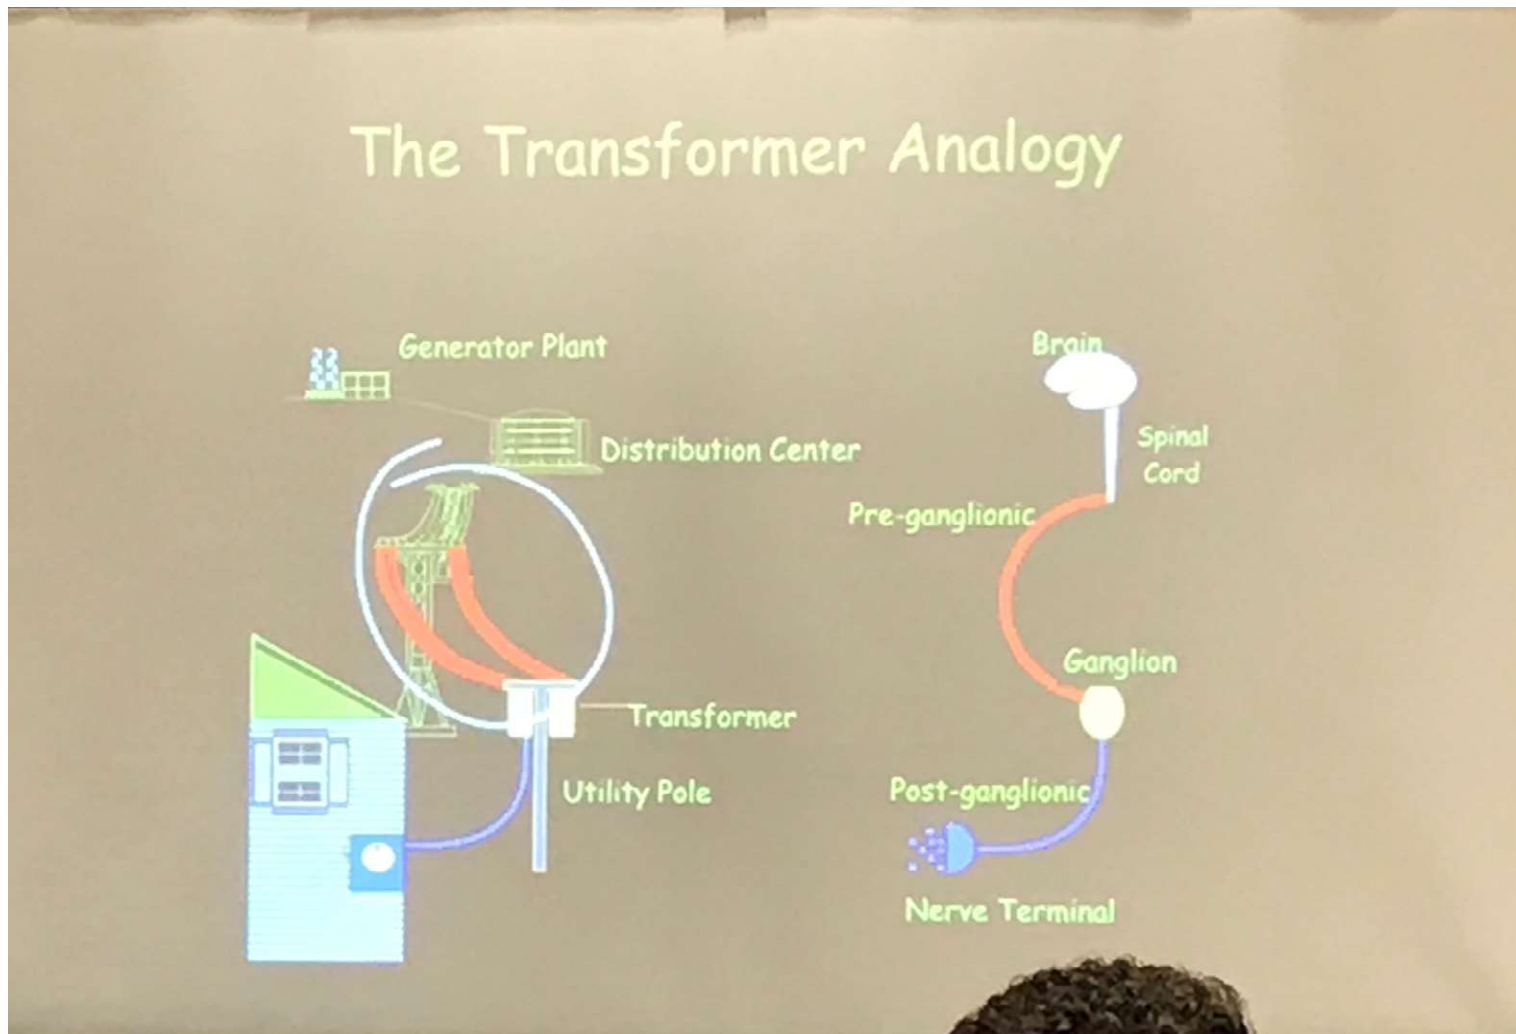 The Transformer Analogy
Generator Plant
Distribution Center
Transformer
Utility Pole
Brain
Spinal
Cord
Pre-ganglionic
Ganglion
Post-ganglionic
Nerve Terminal